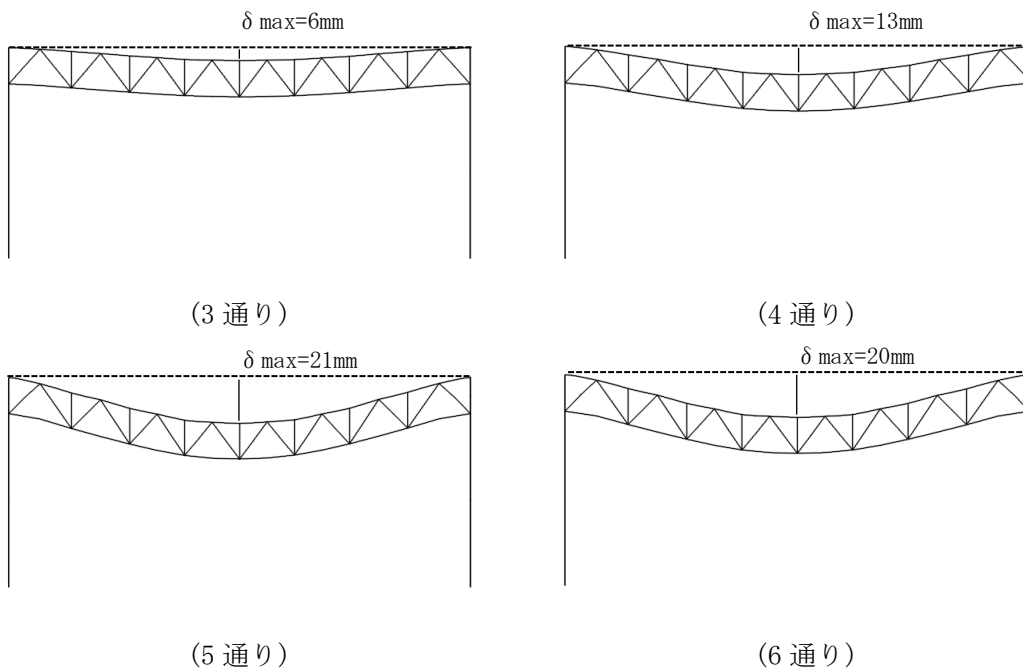 δ max=6mm
δ max=13mm
(3 通り)
(4 通り)
δ max=21mm
δ max=20mm
(5 通り)
(6 通り)